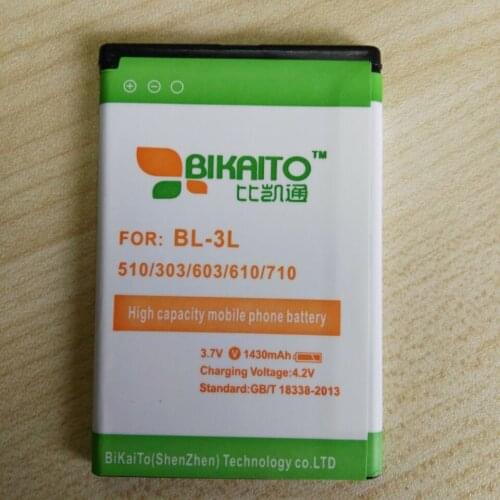 BIKAITO™
比凯通
FOR: BL-3L
510/303/603/610/710
High capacity mobile phone battery
3.7V V 1430mAh
Charging Voltage:4.2V
Standard:GB/T 18338-2013
BiKaiTo(ShenZhen) Technology co.LTD